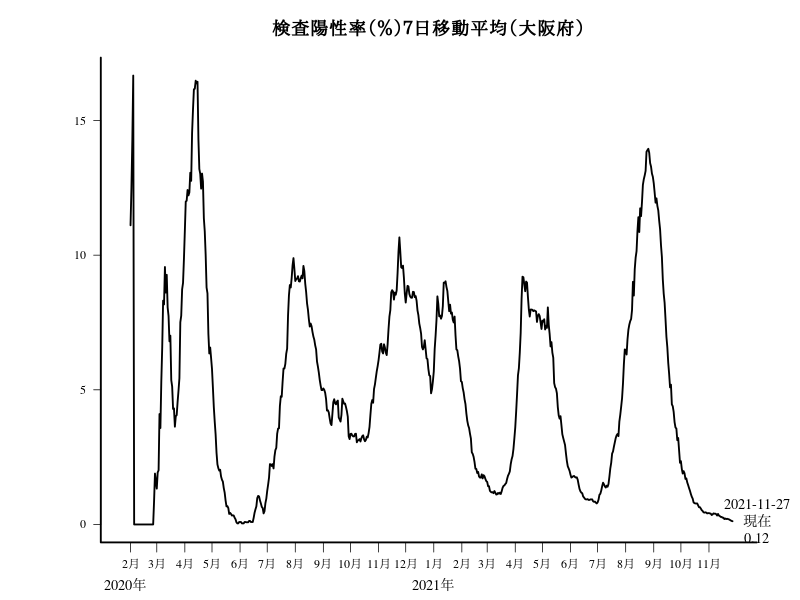 検査陽性率(%)7日移動平均(大阪府)
15
10
5
0
2021-11-27
現在
0.12
2月 3月 4月 5月 6月 7月 8月 9月 10月 11月 12月 1月 2月 3月 4月 5月 6月 7月 8月 9月 10月 11月
2020年 2021年